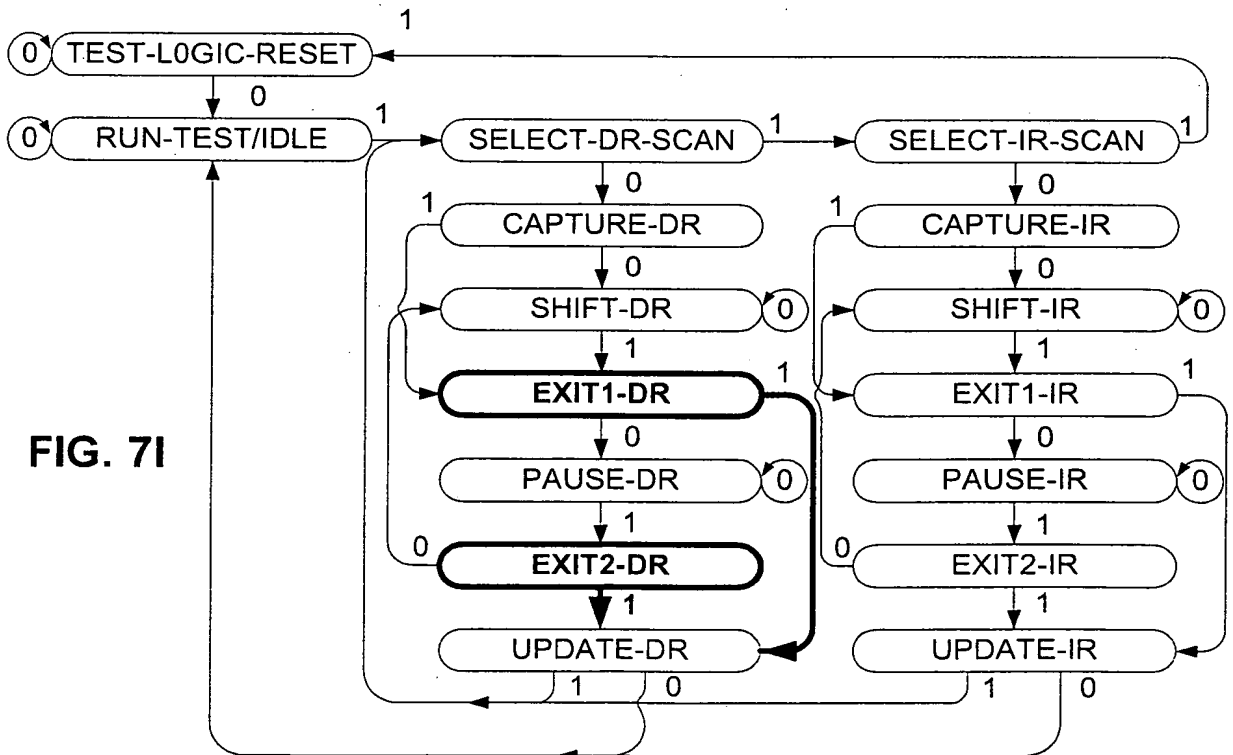 1
0 TEST-L0GIC-RESET
0
0 RUN-TEST/IDLE 1 SELECT-DR-SCAN 1 SELECT-IR-SCAN 1
0 0
1 CAPTURE-DR 1 CAPTURE-IR
0 0
SHIFT-DR 0 SHIFT-IR 0
1 1
EXIT1-DR 1 EXIT1-IR 1
0 0
FIG. 7I
PAUSE-DR 0 PAUSE-IR 0
1 1
0 EXIT2-DR 0 EXIT2-IR
1 1
UPDATE-DR UPDATE-IR
1 0 1 0